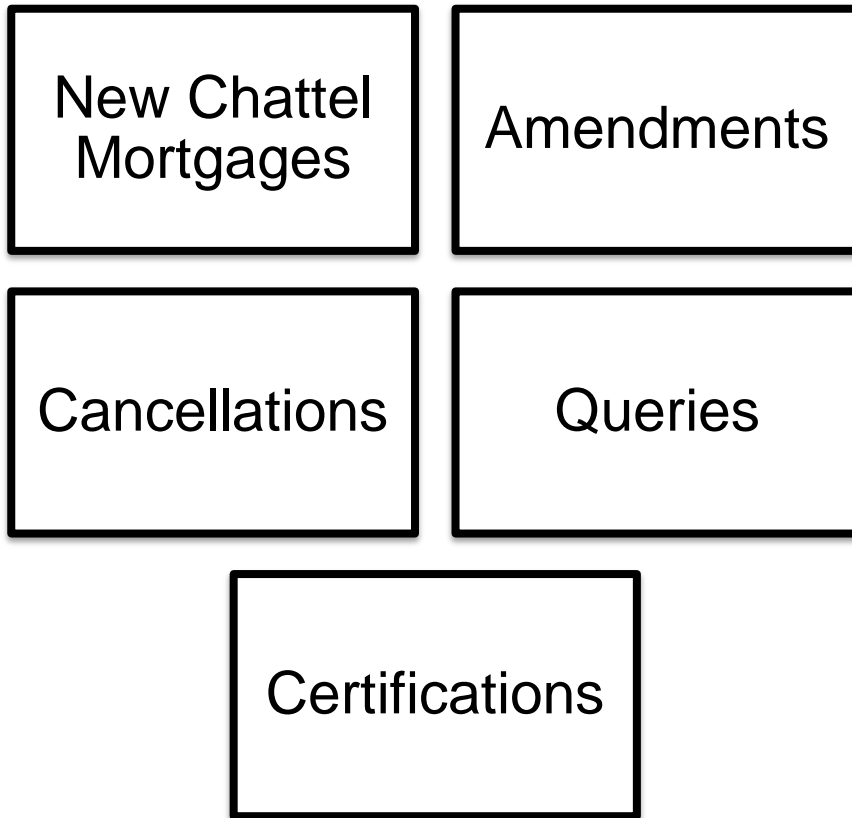 New Chattel
Mortgages
Amendments
Cancellations
Queries
Certifications